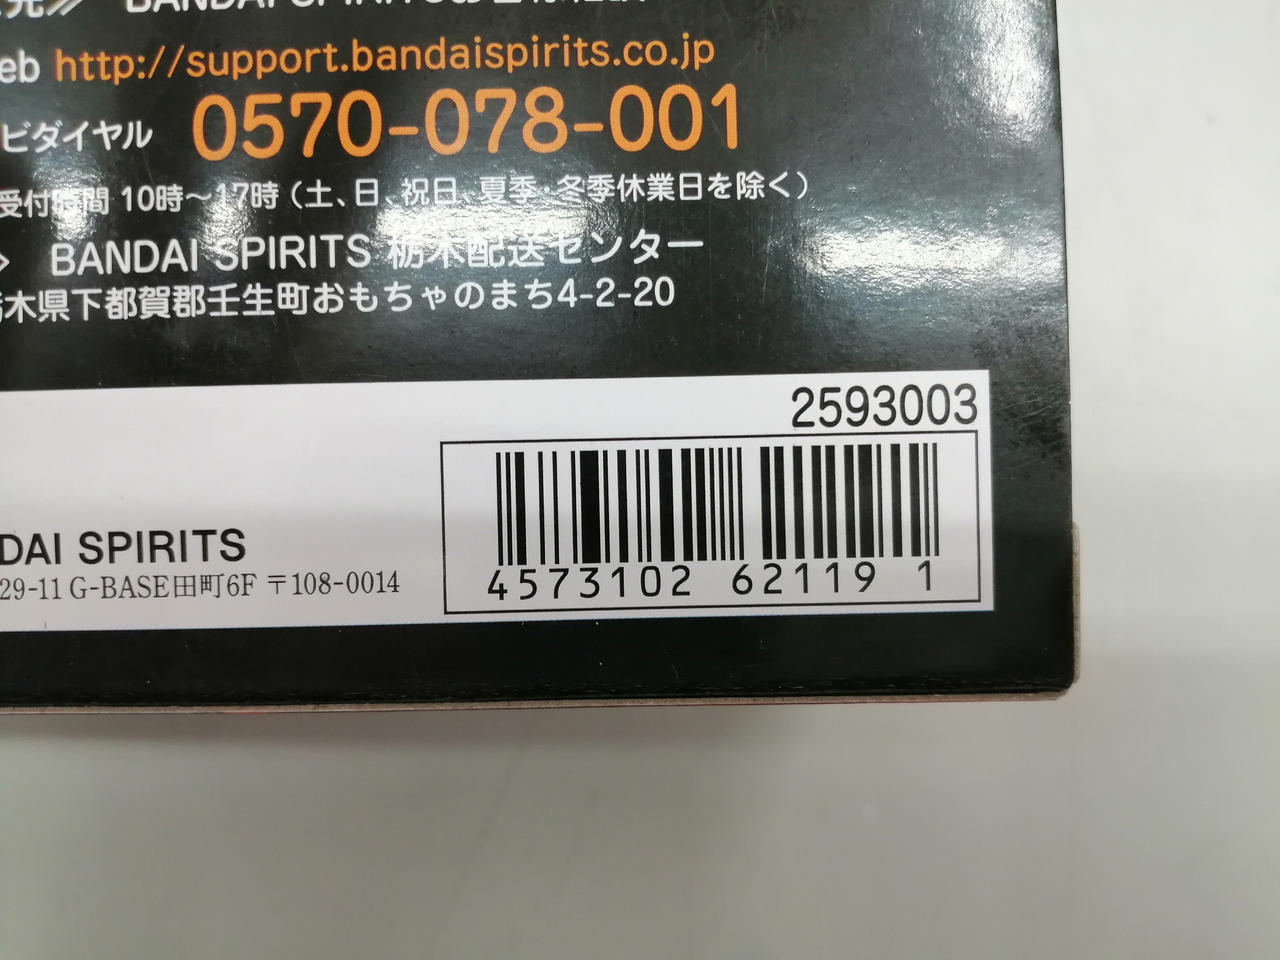 BANDAI SPIRITS
eb http://support.bandaispirits.co.jp
ビダイヤル 0570-078-001
受付時間 10時～17時（土、日、祝日、夏季・冬季休業日を除く）
BANDAI SPIRITS 栃木配送センター
栃木県下都賀郡壬生町おもちゃのまち4-2-20
2593003
DAI SPIRITS
29-11 G-BASE田町6F 〒108-0014
4573102 62119 1